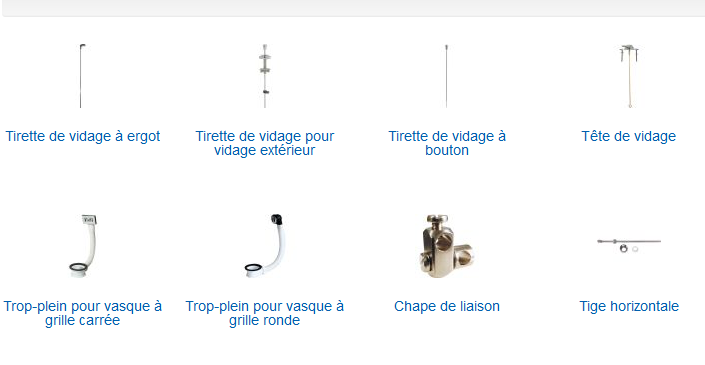 Tirette de vidage à ergot
Tirette de vidage pour
vidage extérieur
Tirette de vidage à
bouton
Tête de vidage
Trop-plein pour vasque à
grille carrée
Trop-plein pour vasque à
grille ronde
Chape de liaison
Tige horizontale